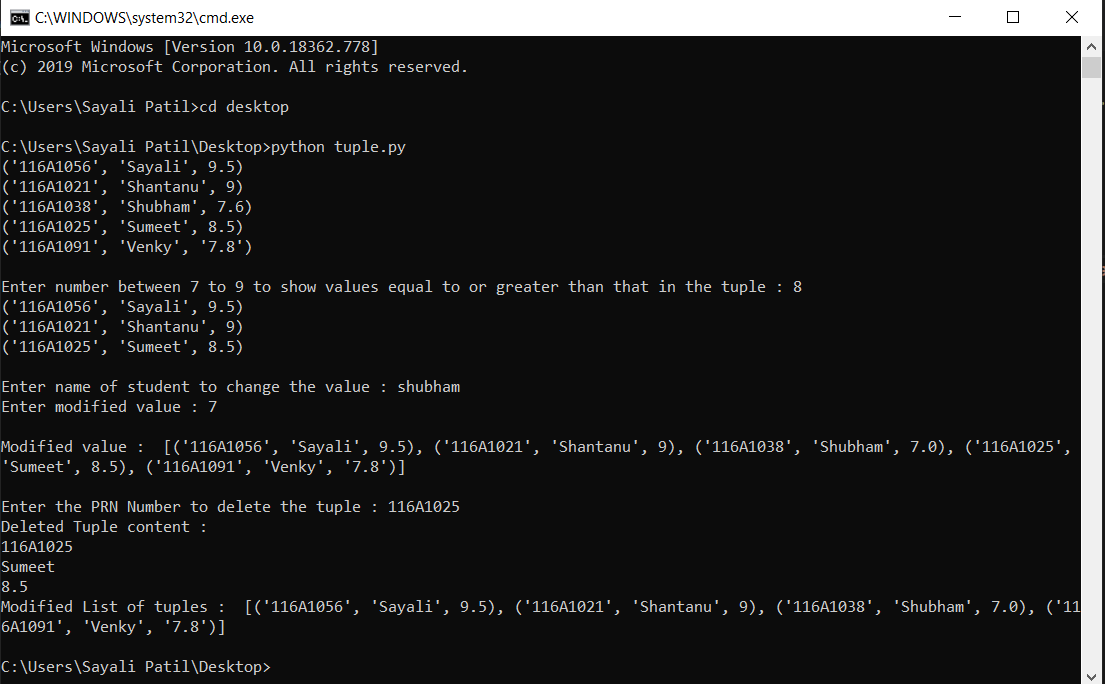 C:\WINDOWS\system32\cmd.exe
Microsoft Windows [Version 10.0.18362.778]
(c) 2019 Microsoft Corporation. All rights reserved.
C:\Users\Sayali Patil>cd desktop
C:\Users\Sayali Patil\Desktop>python tuple.py
('116A1056', 'Sayali', 9.5)
('116A1021', 'Shantanu', 9)
('116A1038', 'Shubham', 7.6)
('116A1025', 'Sumeet', 8.5)
('116A1091', 'Venky', '7.8')
Enter number between 7 to 9 to show values equal to or greater than that in the tuple : 8
('116A1056', 'Sayali', 9.5)
('116A1021', 'Shantanu', 9)
('116A1025', 'Sumeet', 8.5)
Enter name of student to change the value : shubham
Enter modified value : 7
Modified value :  [('116A1056', 'Sayali', 9.5), ('116A1021', 'Shantanu', 9), ('116A1038', 'Shubham', 7.0), ('116A1025',
'Sumeet', 8.5), ('116A1091', 'Venky', '7.8')]
Enter the PRN Number to delete the tuple : 116A1025
Deleted Tuple content :
116A1025
Sumeet
8.5
Modified List of tuples :  [('116A1056', 'Sayali', 9.5), ('116A1021', 'Shantanu', 9), ('116A1038', 'Shubham', 7.0), ('11
6A1091', 'Venky', '7.8')]
C:\Users\Sayali Patil\Desktop>